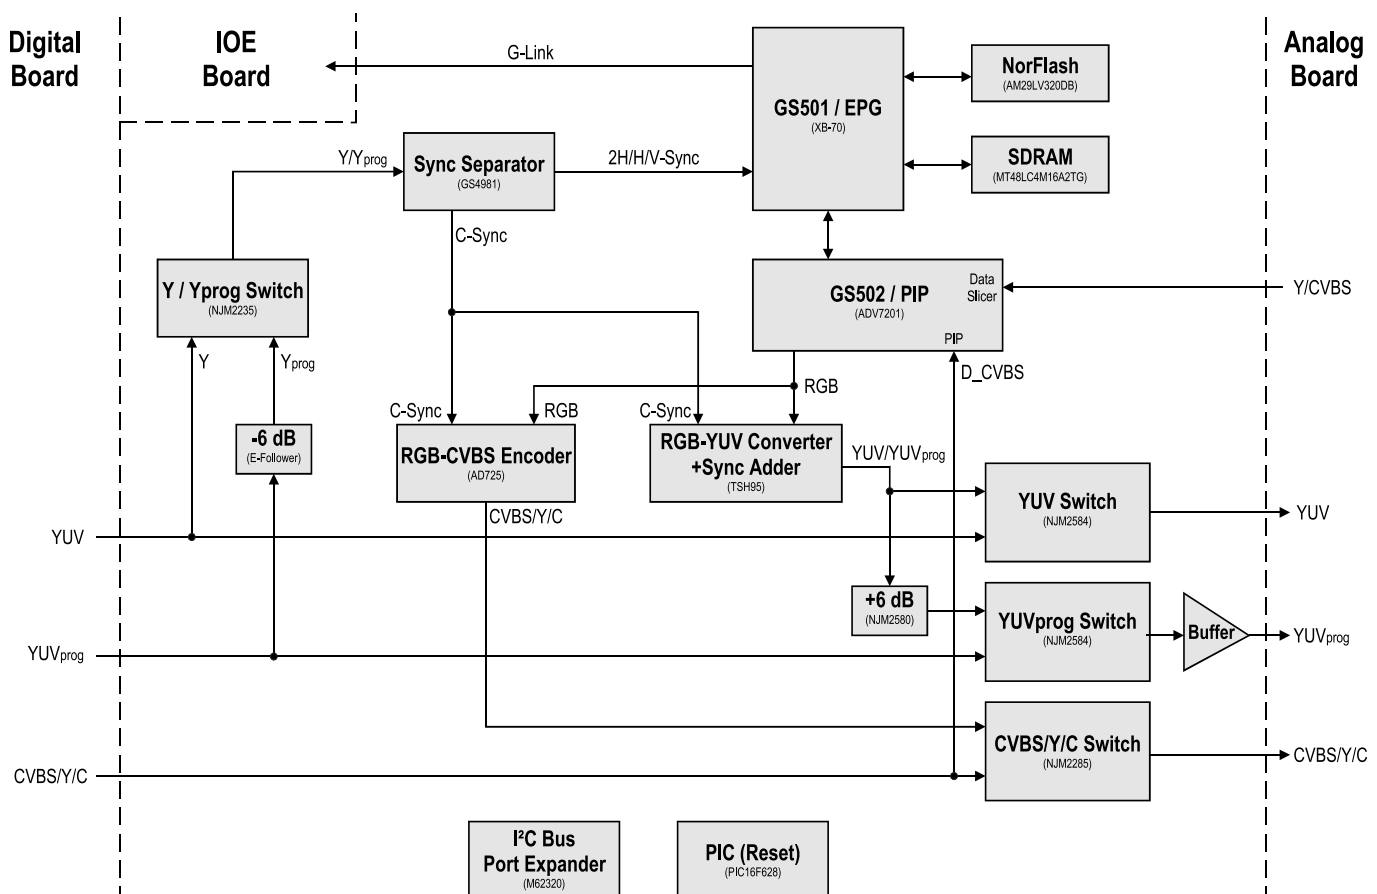 Digital
Board
IOE
Board
Analog
Board
G-Link
GS501 / EPG
(XB-70)
NorFlash
(AM29LV320DB)
SDRAM
(MT48LC4M16A2TG)
Y/Yprog
Sync Separator
(GS4981)
2H/H/V-Sync
C-Sync
Y / Yprog Switch
(NJM2235)
GS502 / PIP
(ADV7201)
Data
Slicer
PIP
Y/CVBS
Y
Yprog
D_CVBS
RGB
C-Sync
RGB
C-Sync
-6 dB
(E-Follower)
RGB-CVBS Encoder
(AD725)
RGB-YUV Converter
+Sync Adder
(TSH95)
YUV/YUVprog
YUV Switch
(NJM2584)
CVBS/Y/C
YUV
YUV
+6 dB
(NJM2580)
YUVprog Switch
(NJM2584)
Buffer
YUVprog
YUVprog
CVBS/Y/C Switch
(NJM2285)
CVBS/Y/C
CVBS/Y/C
I²C Bus
Port Expander
(M62320)
PIC (Reset)
(PIC16F628)